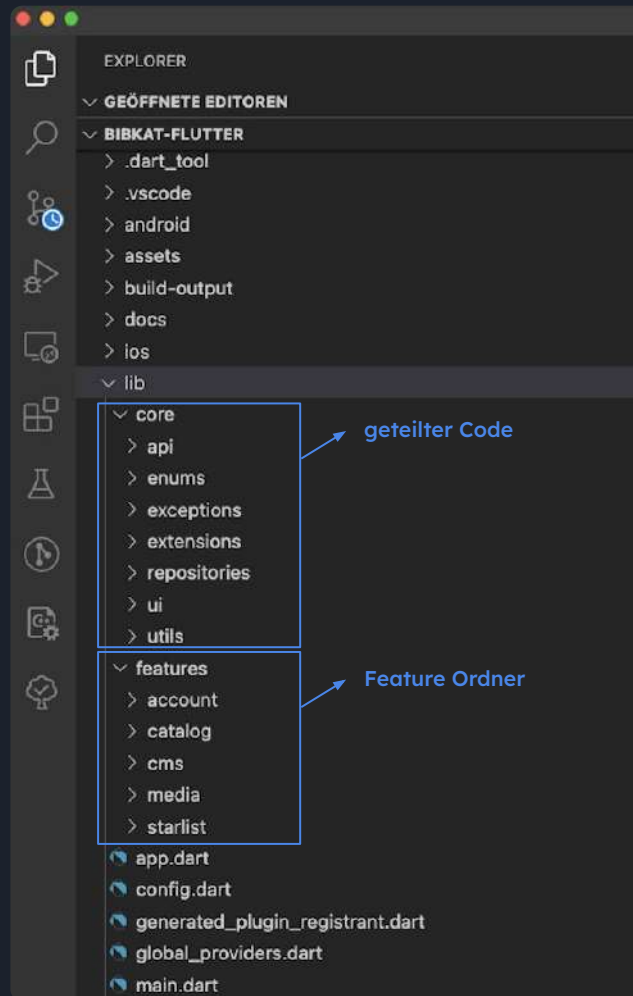 EXPLORER
GEÖFFNETE EDITOREN
BIBKAT-FLUTTER
.dart_tool
.vscode
android
assets
build-output
docs
ios
lib
core
geteilter Code
api
enums
exceptions
extensions
repositories
ui
utils
features
Feature Ordner
account
catalog
cms
media
starlist
app.dart
config.dart
generated_plugin_registrant.dart
global_providers.dart
main.dart